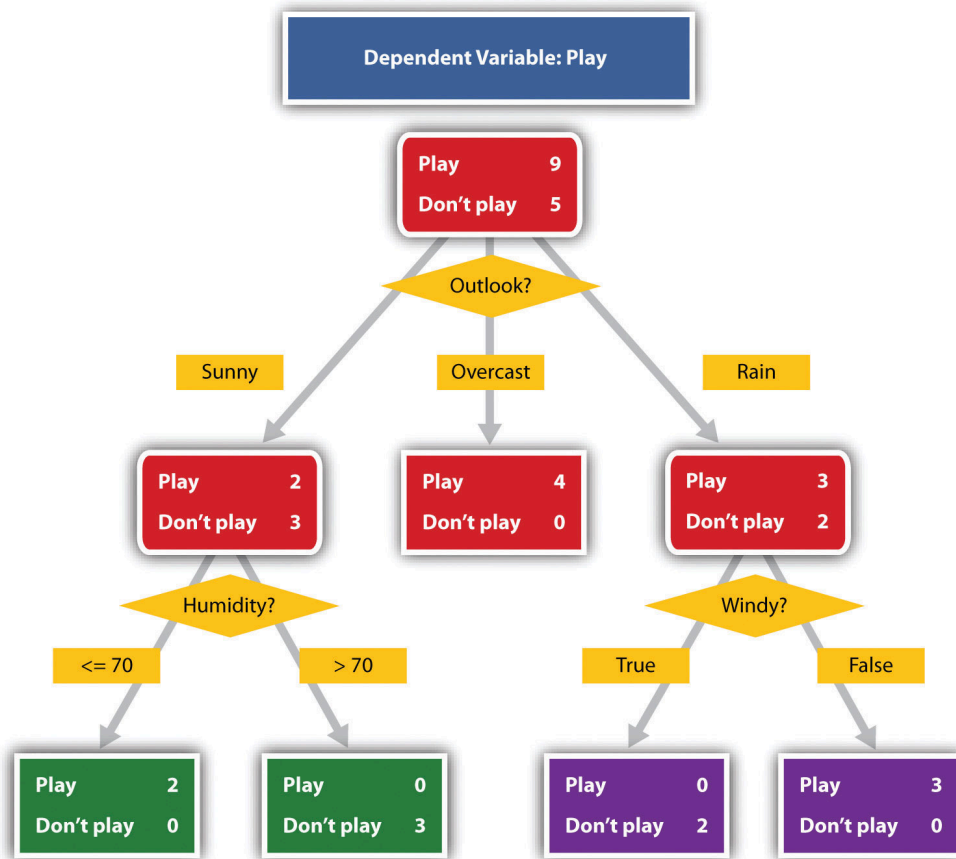 Dependent Variable: Play
Play 9
Don’t play 5
Outlook?
Sunny
Overcast
Rain
Play 2
Don’t play 3
Play 4
Don’t play 0
Play 3
Don’t play 2
Humidity?
Windy?
<= 70
> 70
True
False
Play 2
Don’t play 0
Play 0
Don’t play 3
Play 0
Don’t play 2
Play 3
Don’t play 0